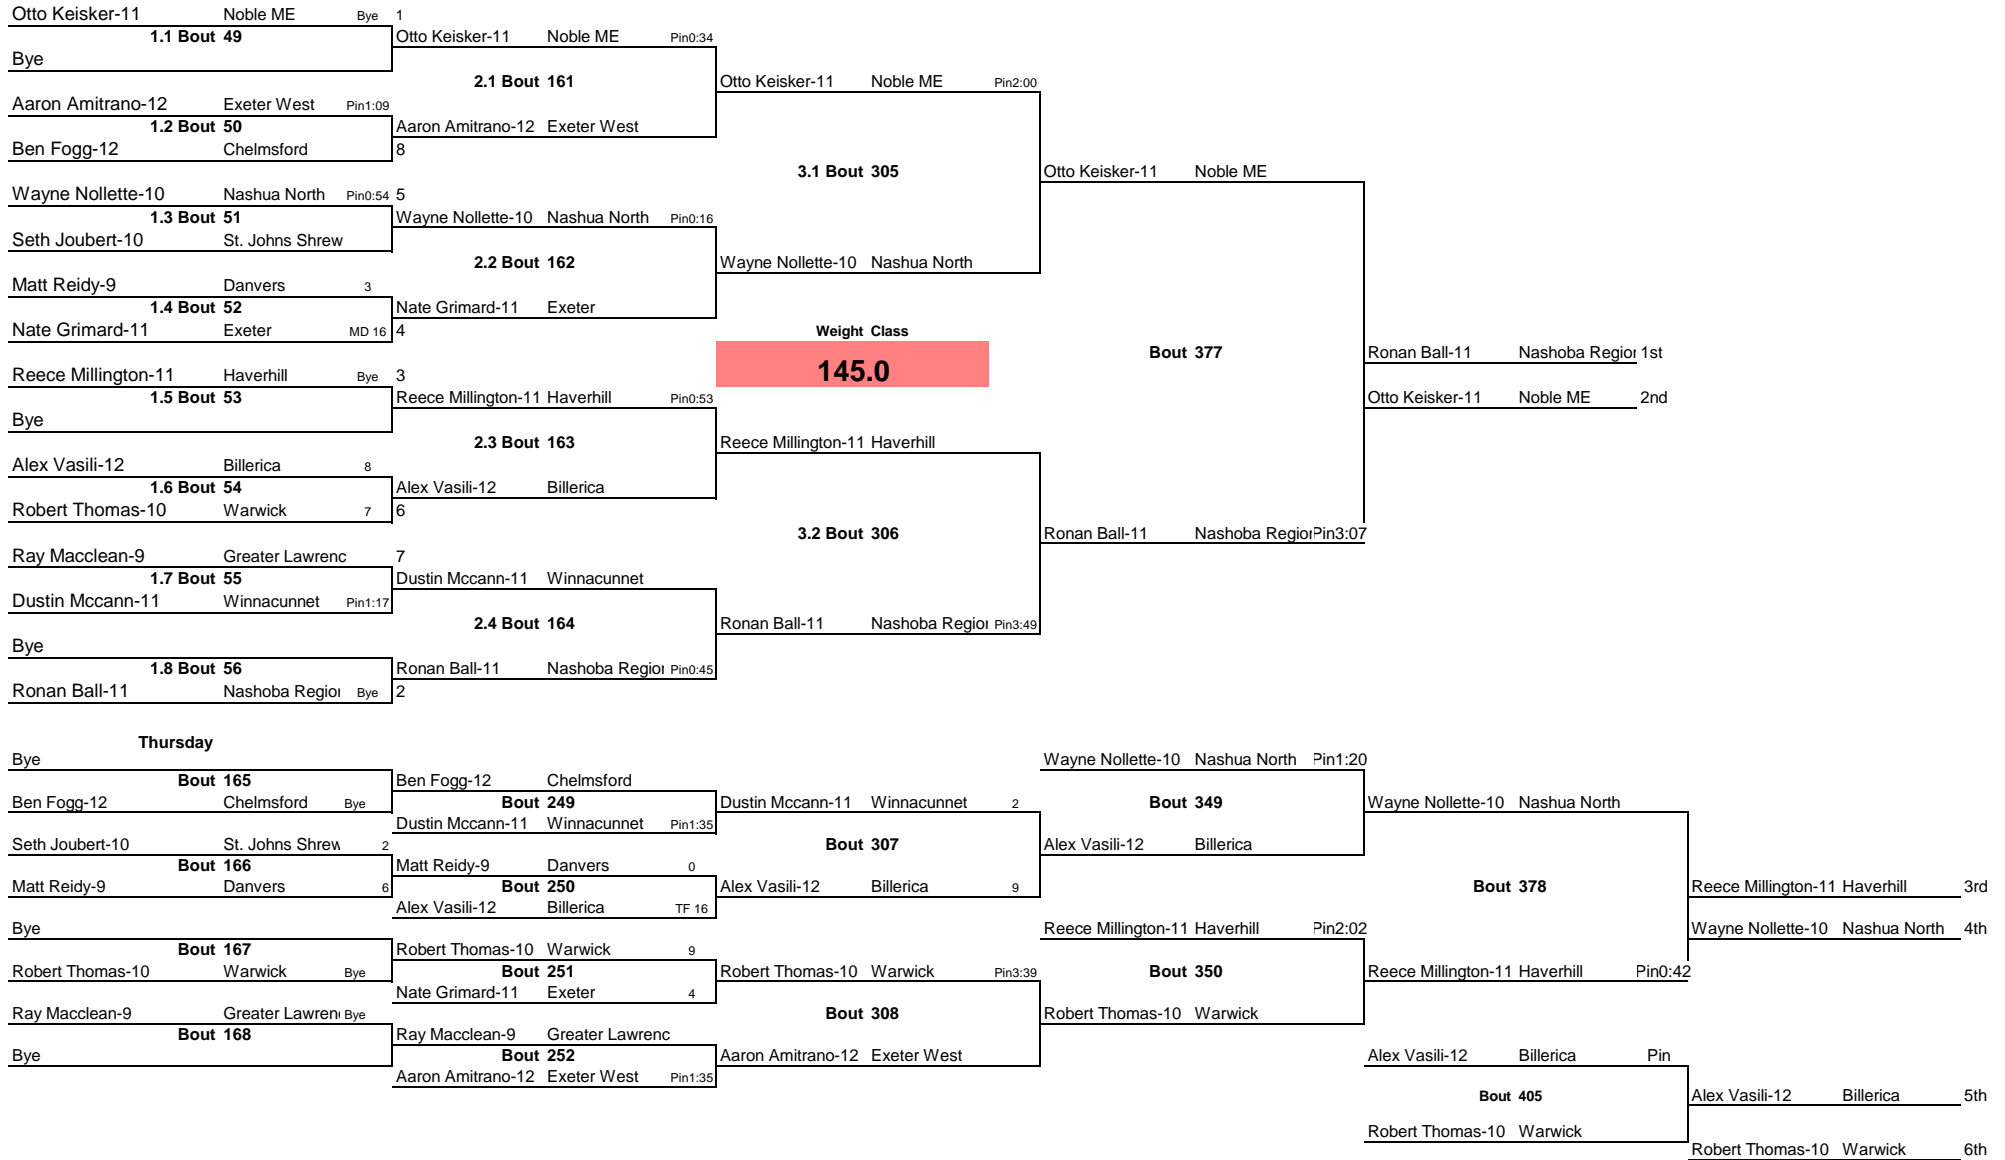 Otto Keisker-11 Noble ME Bye 1
1.1 Bout 49
Bye
Otto Keisker-11 Noble ME Pin0:34
2.1 Bout 161
Otto Keisker-11 Noble ME Pin2:00
Aaron Amitrano-12 Exeter West Pin1:09
1.2 Bout 50
Ben Fogg-12 Chelmsford 8
Aaron Amitrano-12 Exeter West
3.1 Bout 305
Otto Keisker-11 Noble ME
Wayne Nollette-10 Nashua North Pin0:54 5
1.3 Bout 51
Seth Joubert-10 St. Johns Shrew
Wayne Nollette-10 Nashua North Pin0:16
2.2 Bout 162
Wayne Nollette-10 Nashua North
Matt Reidy-9 Danvers 3
1.4 Bout 52
Nate Grimard-11 Exeter MD 16 4
Nate Grimard-11 Exeter
Weight Class
145.0
Bout 377
Ronan Ball-11 Nashoba Region 1st
Otto Keisker-11 Noble ME 2nd
Reece Millington-11 Haverhill Bye 3
1.5 Bout 53
Bye
Reece Millington-11 Haverhill Pin0:53
2.3 Bout 163
Reece Millington-11 Haverhill
Alex Vasili-12 Billerica 8
1.6 Bout 54
Robert Thomas-10 Warwick 7 6
Alex Vasili-12 Billerica
3.2 Bout 306
Ronan Ball-11 Nashoba Region Pin3:07
Ray Macclean-9 Greater Lawrenc 7
1.7 Bout 55
Dustin Mccann-11 Winnacunnet Pin1:17
Dustin Mccann-11 Winnacunnet
2.4 Bout 164
Ronan Ball-11 Nashoba Region Pin3:49
Bye
1.8 Bout 56
Ronan Ball-11 Nashoba Region Bye 2
Ronan Ball-11 Nashoba Region Pin0:45
Thursday
Bye
Bout 165
Ben Fogg-12 Chelmsford Bye
Ben Fogg-12 Chelmsford
Bout 249
Dustin Mccann-11 Winnacunnet Pin1:35
Dustin Mccann-11 Winnacunnet 2
Wayne Nollette-10 Nashua North Pin1:20
Bout 349
Wayne Nollette-10 Nashua North
Seth Joubert-10 St. Johns Shrew 2
Bout 166
Matt Reidy-9 Danvers 6
Matt Reidy-9 Danvers 0
Bout 250
Alex Vasili-12 Billerica TF 16
Bout 307
Alex Vasili-12 Billerica 9
Alex Vasili-12 Billerica
Bout 378
Reece Millington-11 Haverhill 3rd
Wayne Nollette-10 Nashua North 4th
Bye
Bout 167
Robert Thomas-10 Warwick Bye
Robert Thomas-10 Warwick 9
Bout 251
Nate Grimard-11 Exeter 4
Robert Thomas-10 Warwick Pin3:39
Reece Millington-11 Haverhill Pin2:02
Bout 350
Reece Millington-11 Haverhill Pin0:42
Ray Macclean-9 Greater Lawrenc Bye
Bout 168
Bye
Ray Macclean-9 Greater Lawrenc
Bout 252
Aaron Amitrano-12 Exeter West Pin1:35
Bout 308
Aaron Amitrano-12 Exeter West
Robert Thomas-10 Warwick
Alex Vasili-12 Billerica Pin
Bout 405
Robert Thomas-10 Warwick
Alex Vasili-12 Billerica 5th
Robert Thomas-10 Warwick 6th